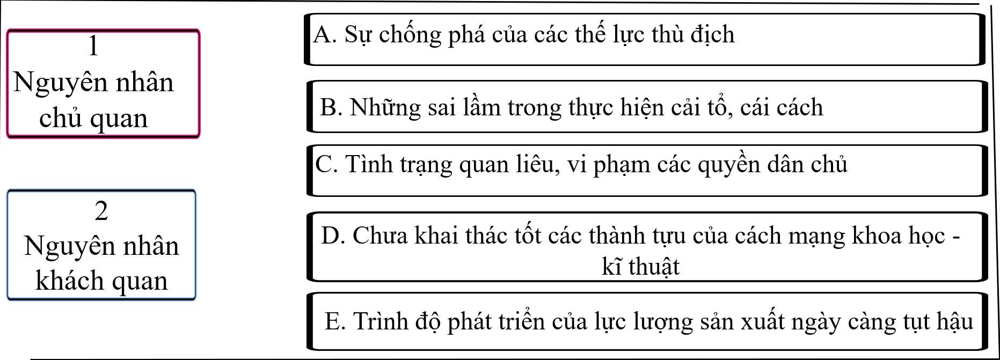 1
Nguyên nhân
chủ quan
2
Nguyên nhân
khách quan
A. Sự chống phá của các thế lực thù địch
B. Những sai lầm trong thực hiện cải tổ, cái cách
C. Tình trạng quan liêu, vi phạm các quyền dân chủ
D. Chưa khai thác tốt các thành tựu của cách mạng khoa học -
kĩ thuật
E. Trình độ phát triển của lực lượng sản xuất ngày càng tụt hậu